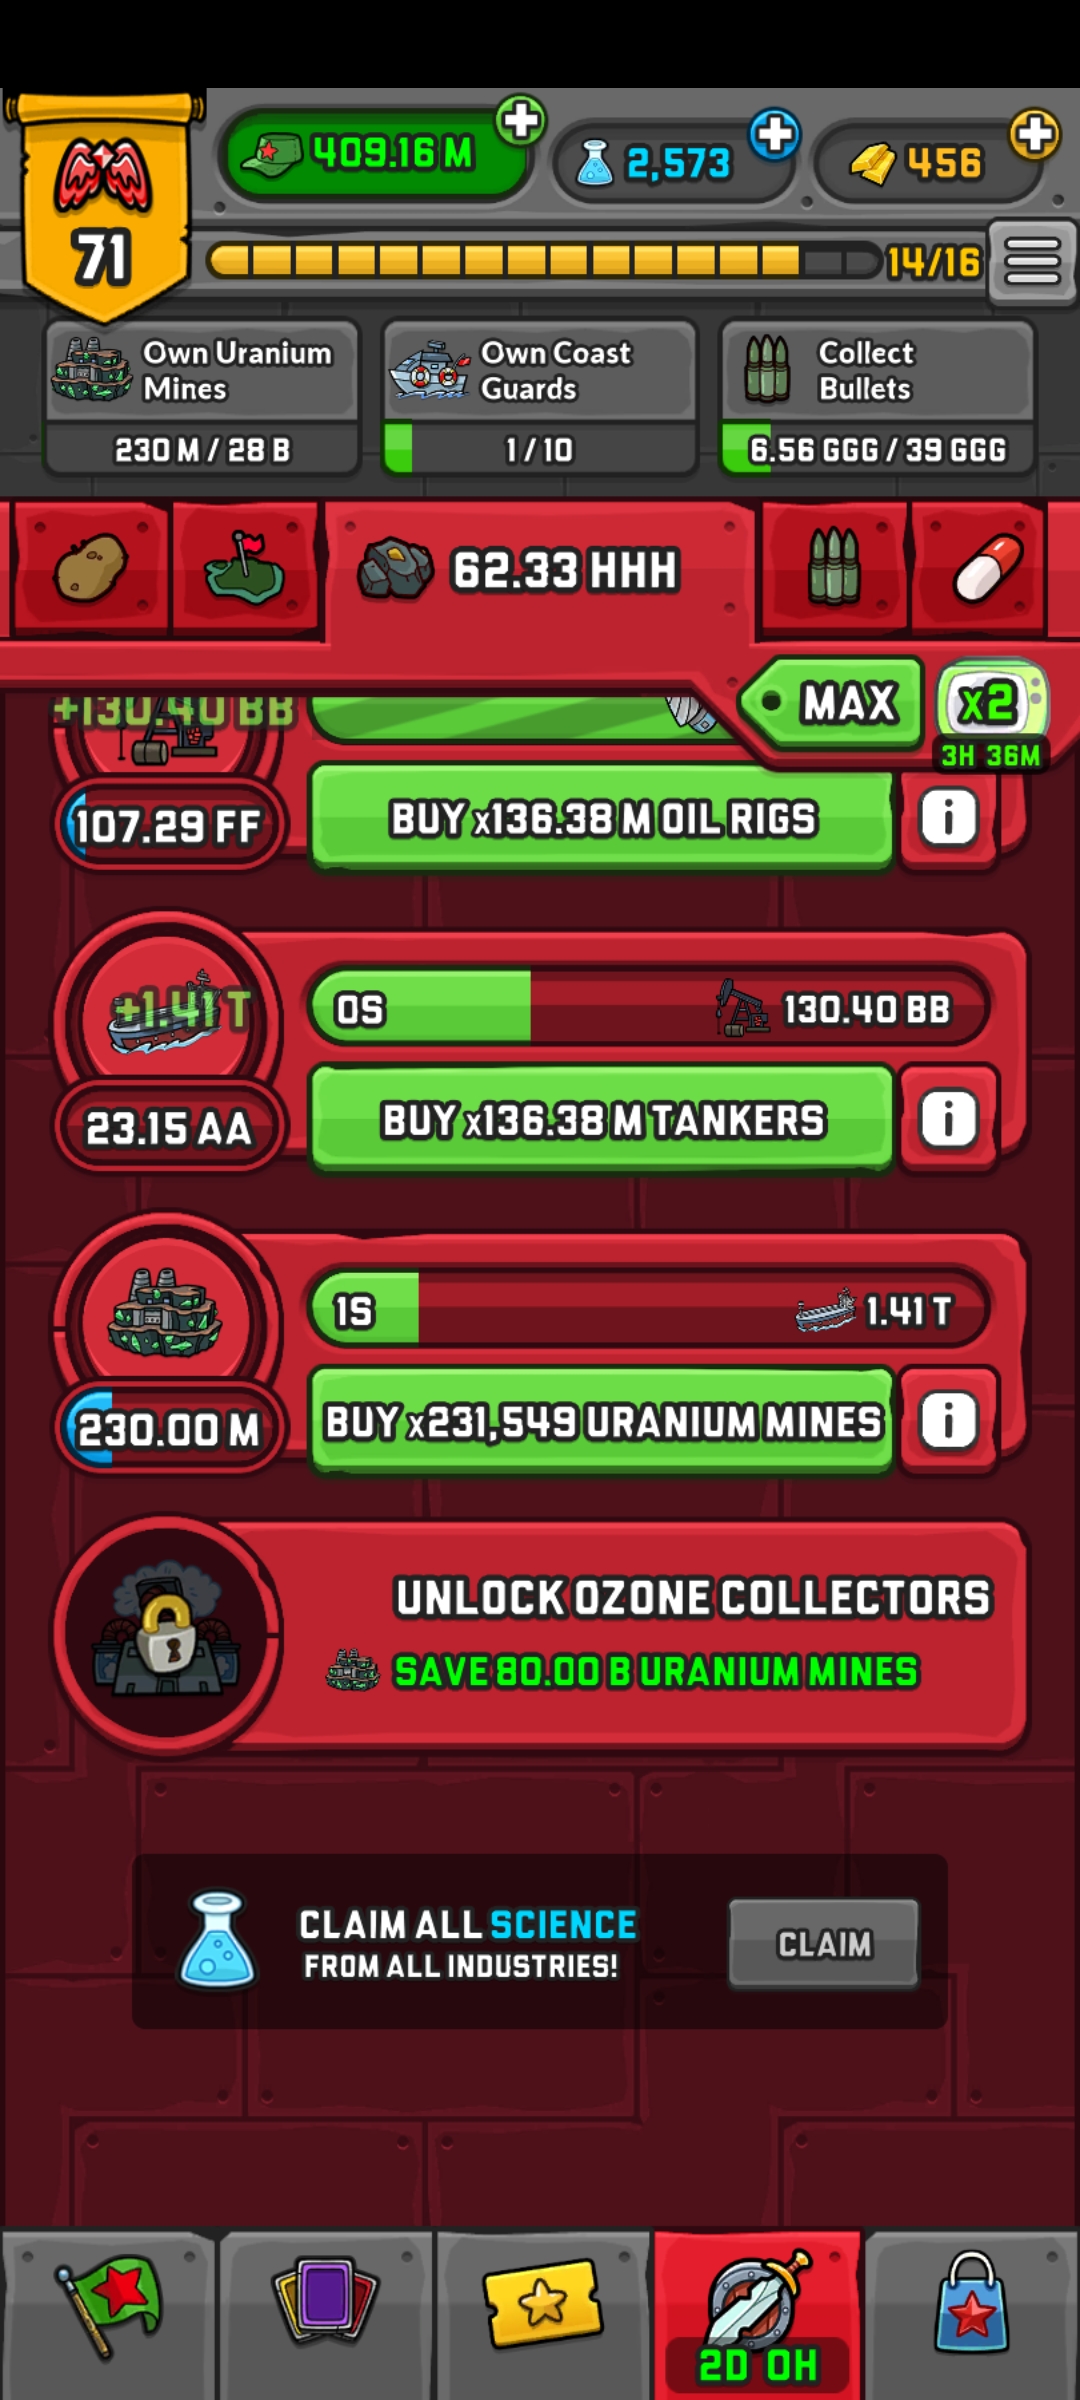 409.16 M
2,573
456
71
14/16
Own Uranium
Mines
230 M / 28 B
Own Coast
Guards
1 / 10
Collect
Bullets
6.56 GGG / 39 GGG
62.33 HHH
MAX
x2
3H 36M
+130.40 BB
107.29 FF
BUY x136.38 M OIL RIGS
i
+1.41 T
0S
130.40 BB
23.15 AA
BUY x136.38 M TANKERS
i
1S
1.41 T
230.00 M
BUY x231,549 URANIUM MINES
i
UNLOCK OZONE COLLECTORS
SAVE 80.00 B URANIUM MINES
CLAIM ALL SCIENCE
FROM ALL INDUSTRIES!
CLAIM
2D 0H